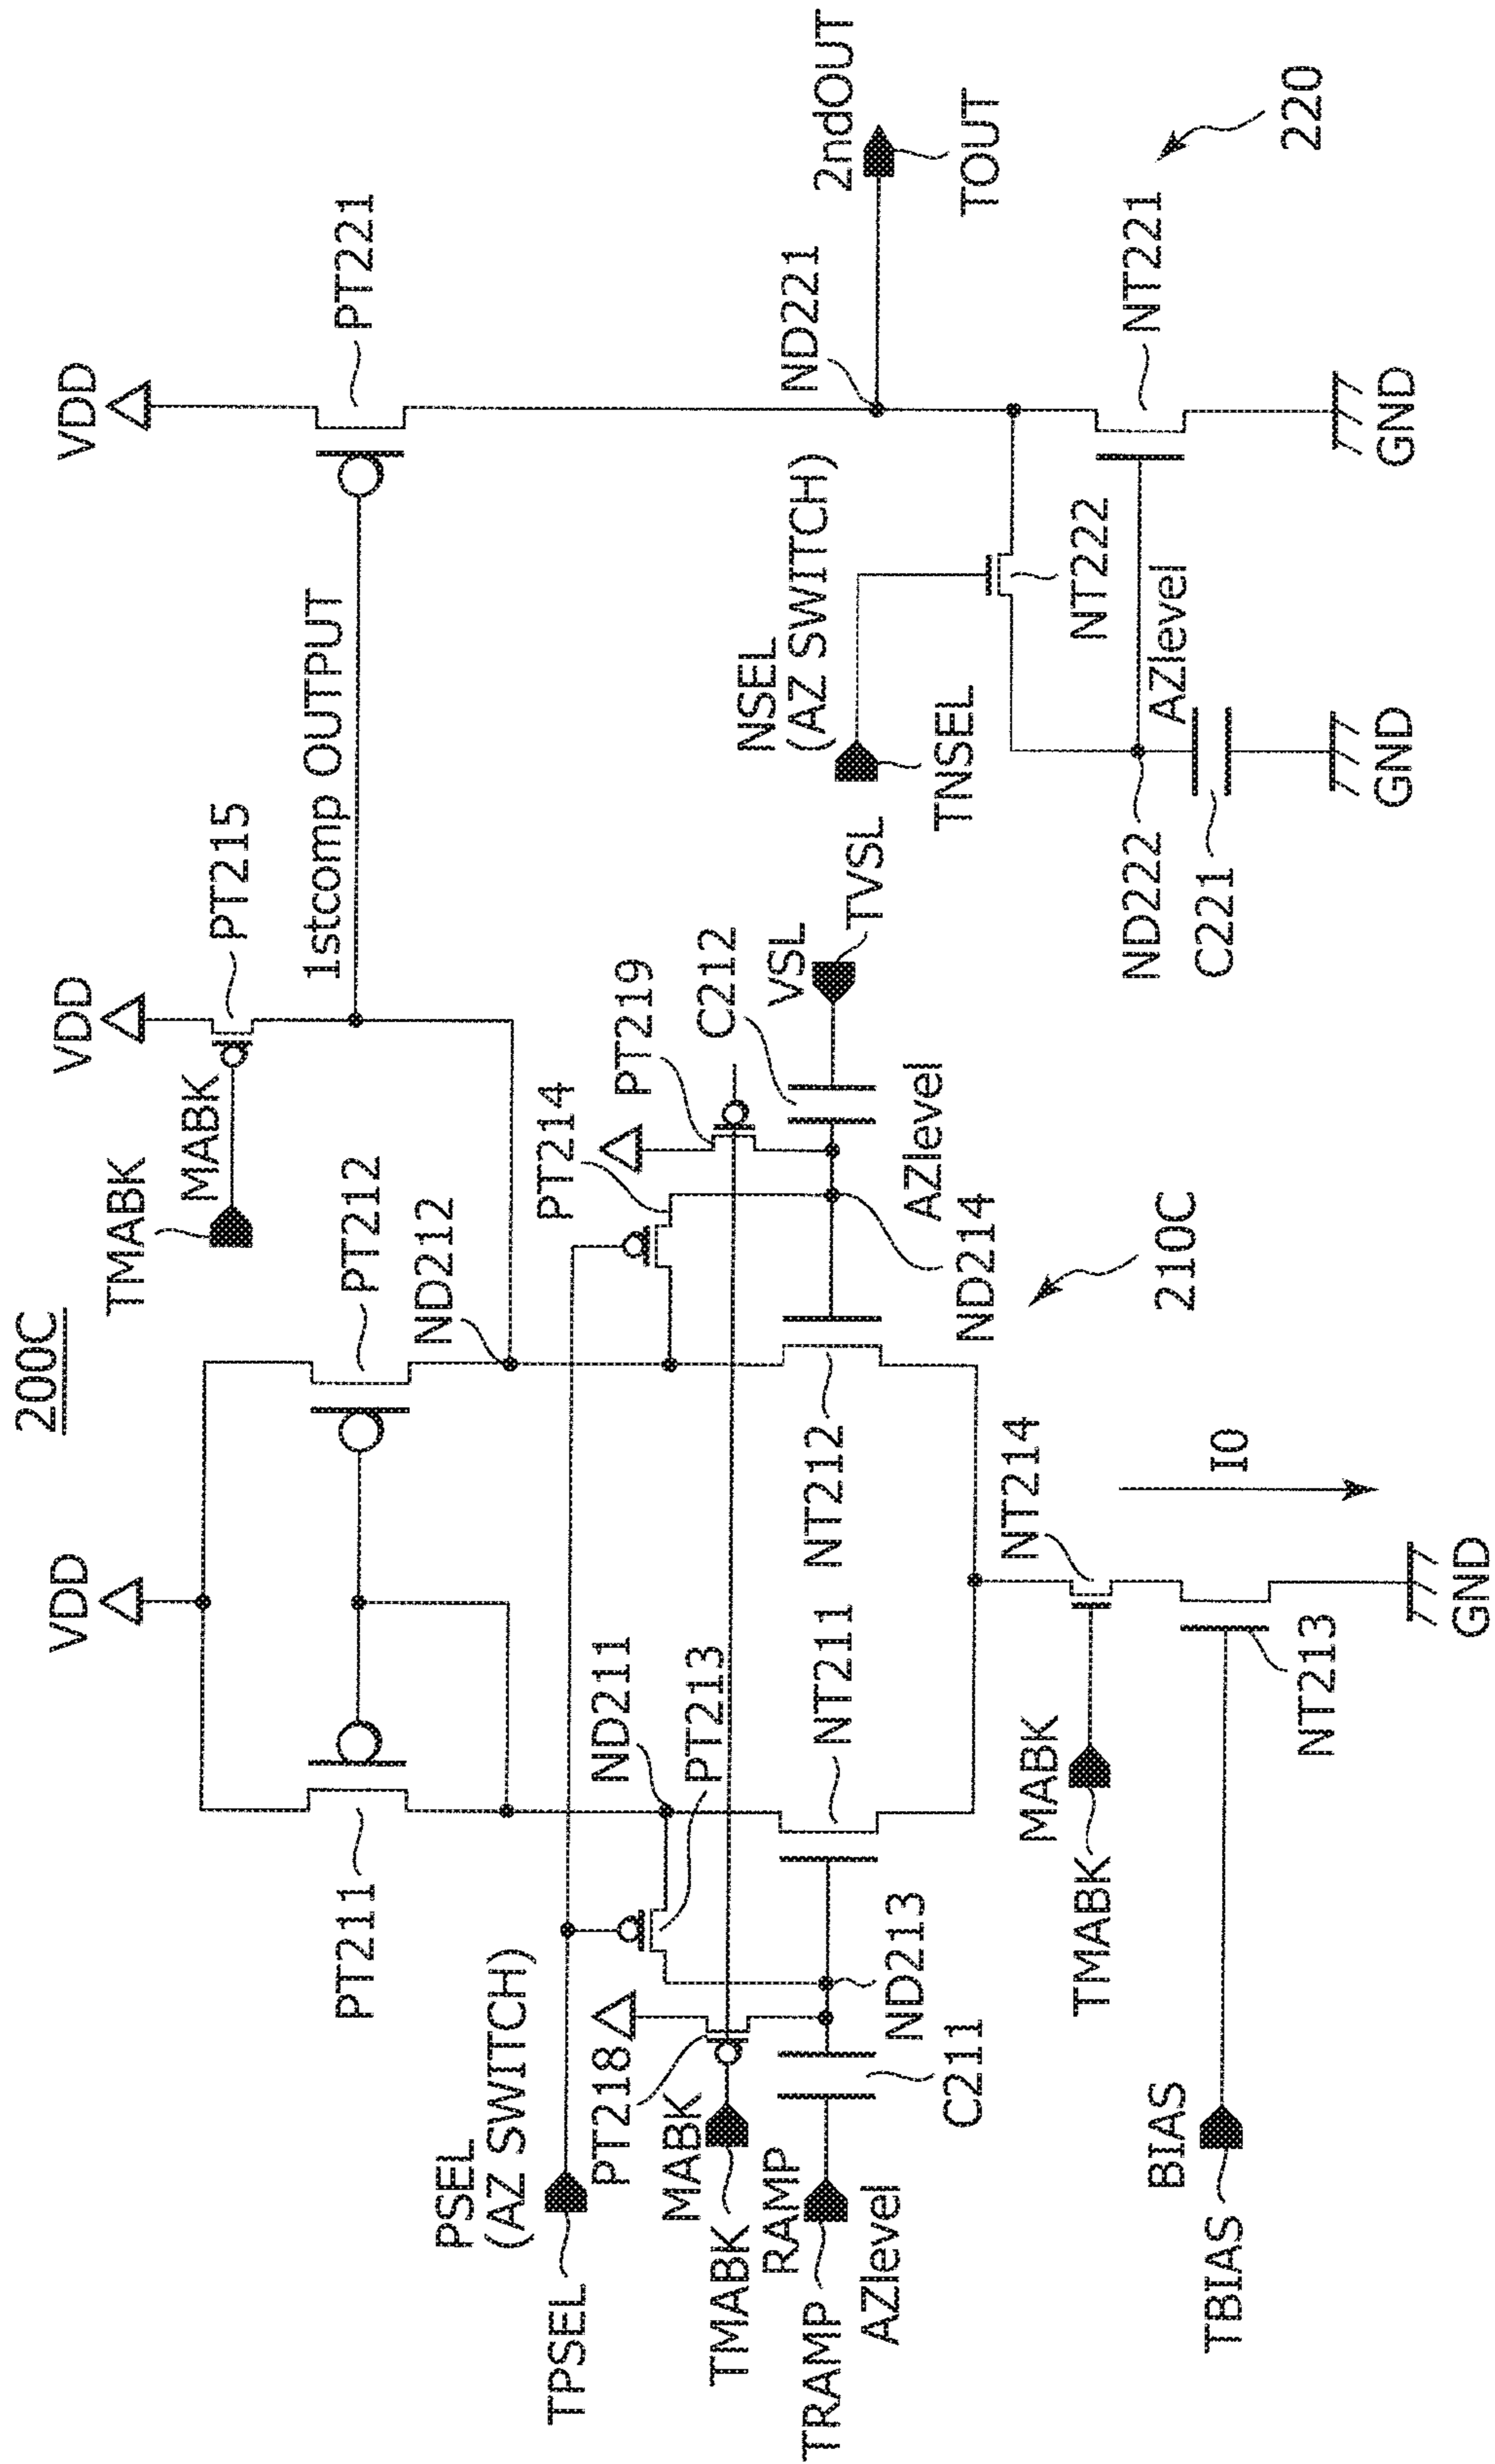 200C
VDD
VDD
VDD
TMABK
MABK
PT215
PT221
PT211
PT212
1stcomp OUTPUT
ND212
PSEL
(AZ SWITCH)
TPSEL
ND211
PT213
PT214
PT219
C212
PT218
MABK
TMABK
RAMP
TRAMP
AZlevel
C211
ND213
NT211
NT212
VSL
TVSL
AZlevel
ND214
210C
NSEL
(AZ SWITCH)
TNSEL
ND221
2ndOUT
TOUT
NT222
AZlevel
NT221
ND222
C221
220
GND
GND
MABK
TMABK
NT214
I0
BIAS
TBIAS
NT213
GND